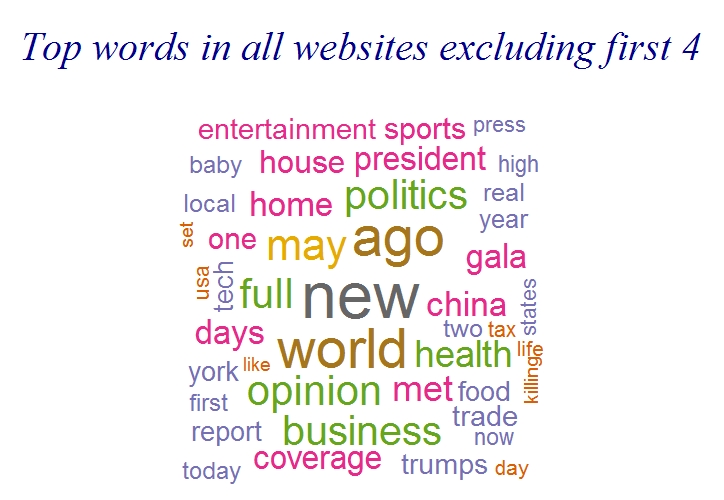 Top words in all websites excluding first 4
entertainment sports press
baby house president high
local home politics real
set one may ago year
usa tech full new gala
days china states
world two tax
york like health life
first opinion met food killing
report business trade
now
today coverage trumps day